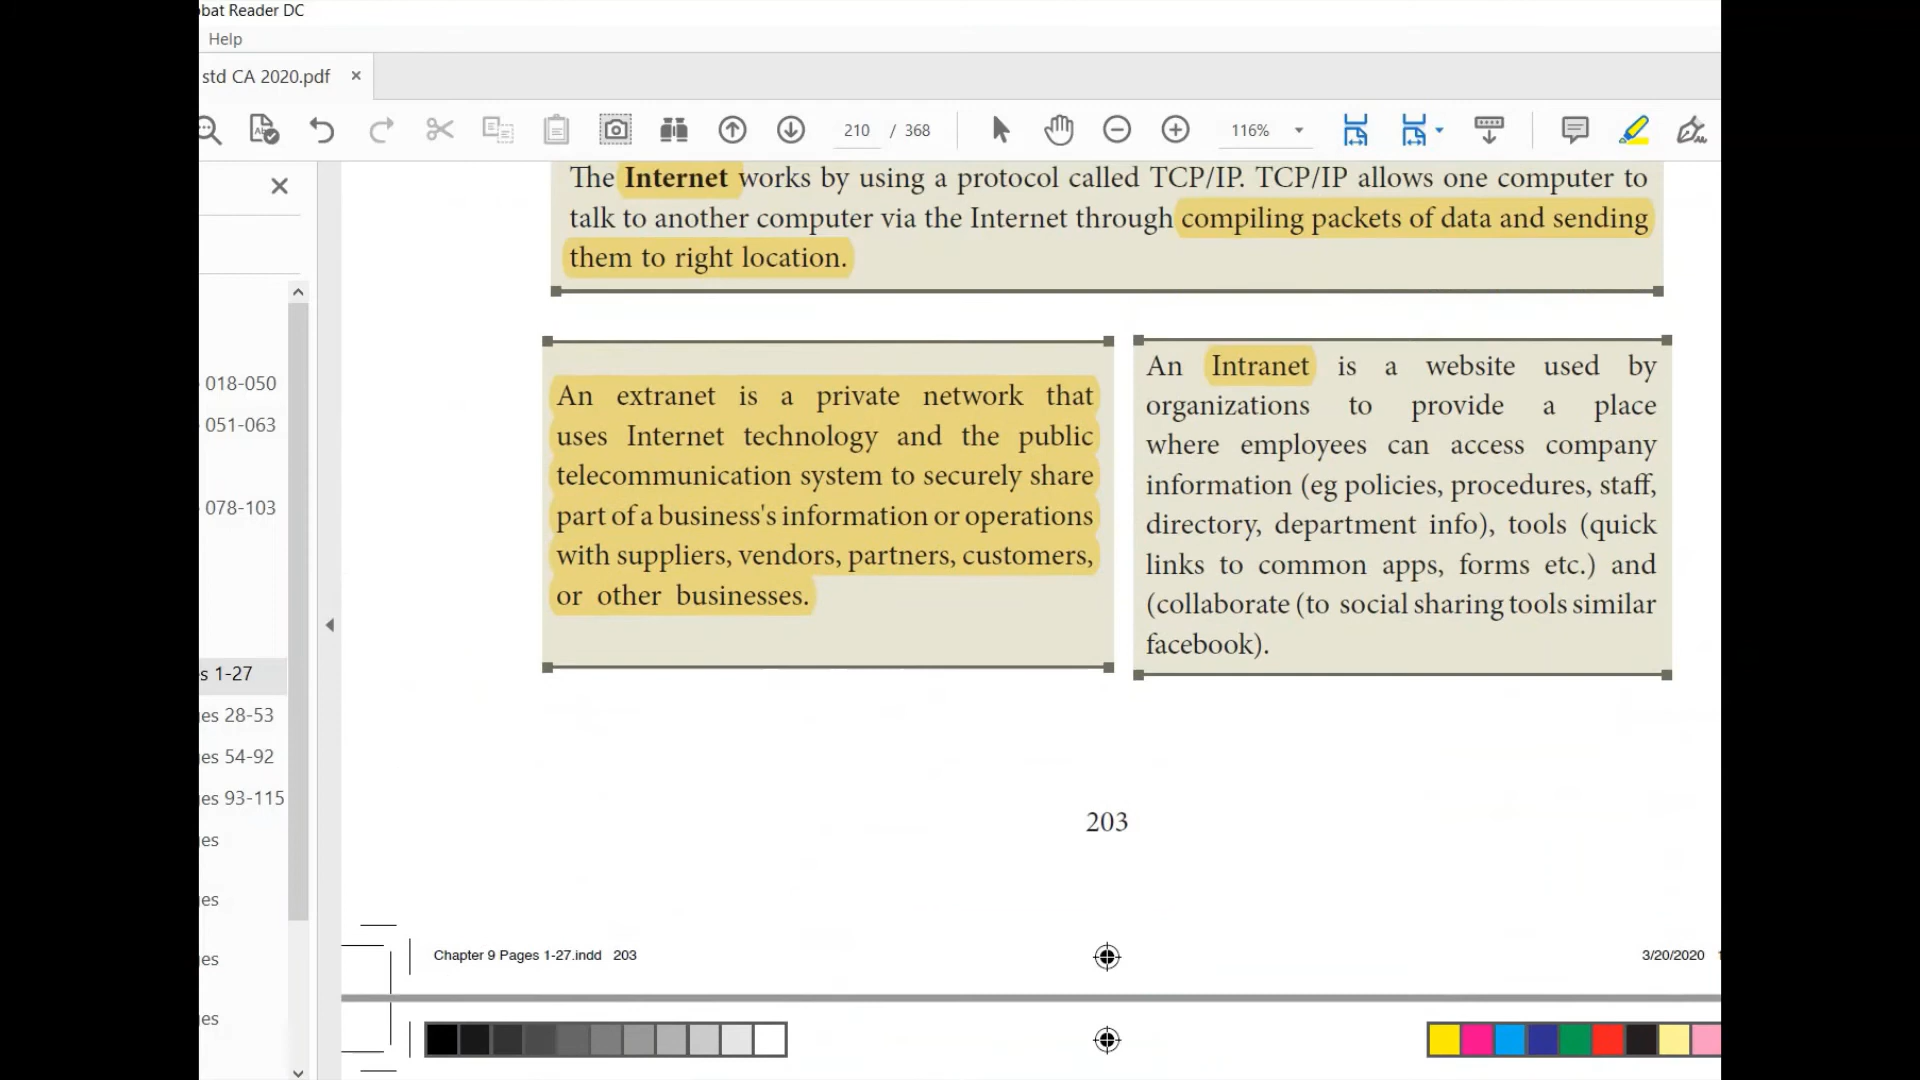 obat Reader DC
Help
std CA 2020.pdf
210 / 368
116%
The Internet works by using a protocol called TCP/IP. TCP/IP allows one computer to
talk to another computer via the Internet through compiling packets of data and sending
them to right location.
An extranet is a private network that
uses Internet technology and the public
telecommunication system to securely share
part of a business's information or operations
with suppliers, vendors, partners, customers,
or other businesses.
An Intranet is a website used by
organizations to provide a place
where employees can access company
information (eg policies, procedures, staff,
directory, department info), tools (quick
links to common apps, forms etc.) and
(collaborate (to social sharing tools similar
facebook).
018-050
051-063
078-103
s 1-27
es 28-53
es 54-92
es 93-115
es
es
es
es
203
Chapter 9 Pages 1-27.indd 203
3/20/2020